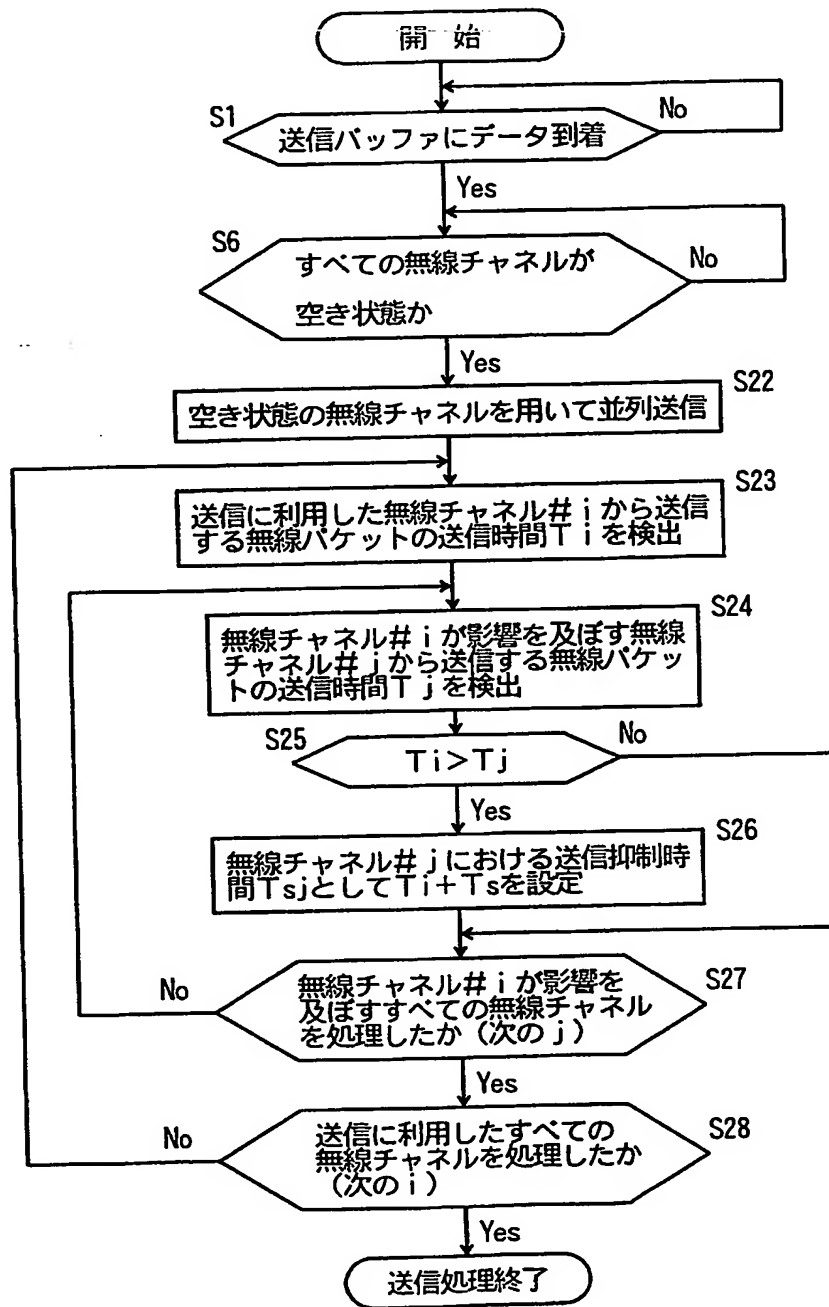 開 始
S1
送信バッファにデータ到着
No
Yes
S6
すべての無線チャネルが
空き状態か
No
Yes
S22
空き状態の無線チャネルを用いて並列送信
S23
送信に利用した無線チャネル#iから送信
する無線パケットの送信時間Tiを検出
S24
無線チャネル#iが影響を及ぼす無線
チャネル#jから送信する無線パケッ
トの送信時間Tjを検出
S25
Ti>Tj
No
Yes
S26
無線チャネル#jにおける送信抑制時
間TsjとしてTi+Tsを設定
No
無線チャネル#iが影響を
及ぼすすべての無線チャネル
を処理したか(次のj)
S27
Yes
No
送信に利用したすべての
無線チャネルを処理したか
(次のi)
S28
Yes
送信処理終了